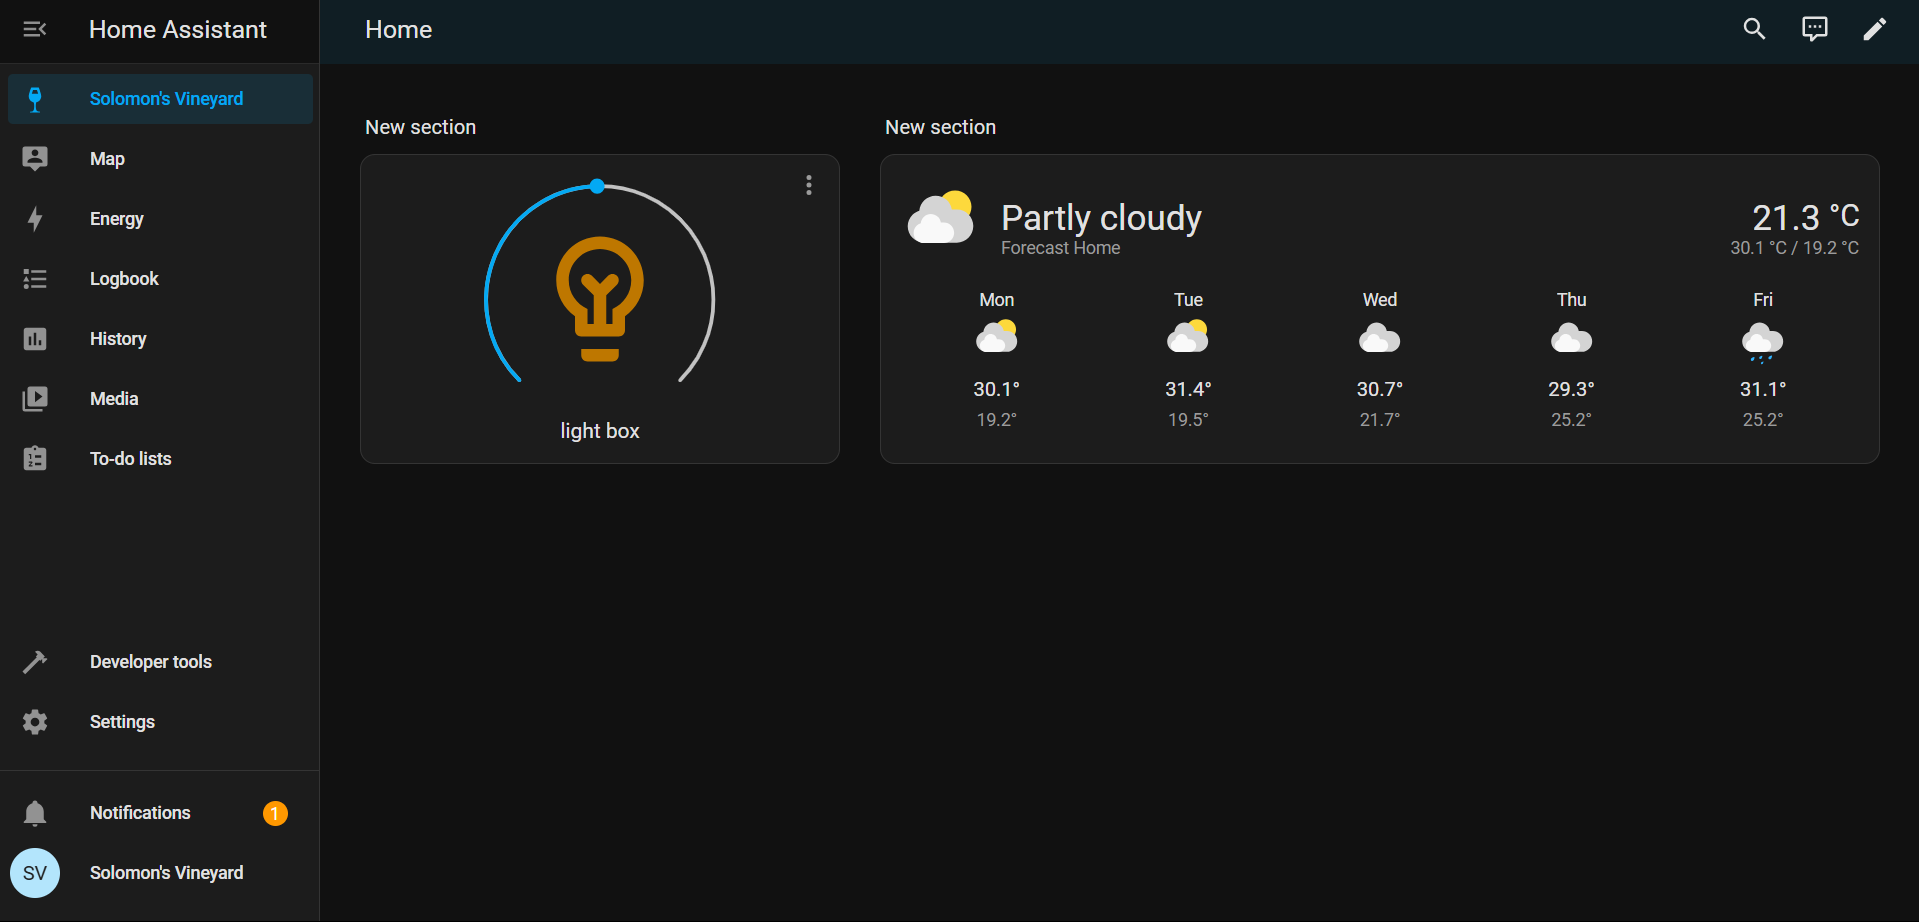 Home Assistant
Home
Solomon's Vineyard
Map
Energy
Logbook
History
Media
To-do lists
Developer tools
Settings
Notifications
1
SV
Solomon's Vineyard
New section
light box
New section
Partly cloudy
Forecast Home
21.3 °C
30.1 °C / 19.2 °C
Mon Tue Wed Thu Fri
30.1° 31.4° 30.7° 29.3° 31.1°
19.2° 19.5° 21.7° 25.2° 25.2°